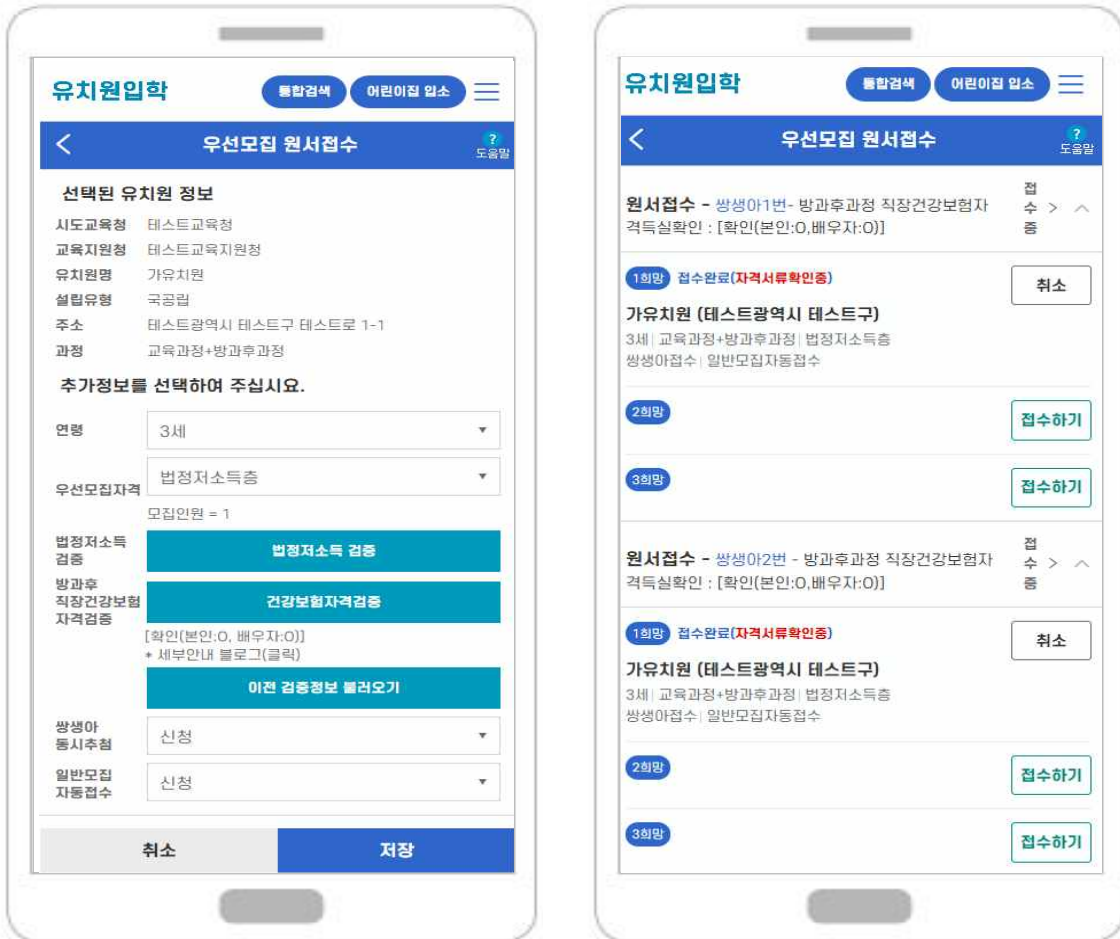 유치원입학
통합검색
어린이집 입소
우선모집 원서접수
?
도움말
선택된 유치원 정보
시도교육청 테스트교육청
교육지원청 테스트교육지원청
유치원명 가유치원
설립유형 국공립
주소 테스트광역시 테스트구 테스트로 1-1
과정 교육과정+방과후과정
추가정보를 선택하여 주십시요.
연령 3세
우선모집자격 법정저소득층
모집인원 = 1
법정저소득
검증
법정저소득 검증
방과후
직장건강보험
자격검증
건강보험자격검증
[확인(본인:O, 배우자:O)]
* 세부안내 블로그(클릭)
이전 검증정보 불러오기
쌍생아
동시추첨
신청
일반모집
자동접수
신청
취소
저장
유치원입학
통합검색
어린이집 입소
우선모집 원서접수
?
도움말
원서접수 - 쌍생아1번- 방과후과정 직장건강보험자
격득실확인 : [확인(본인:O,배우자:O)]
접
수 >
중
1희망 접수완료(자격서류확인중)
취소
가유치원 (테스트광역시 테스트구)
3세| 교육과정+방과후과정| 법정저소득층
쌍생아접수| 일반모집자동접수
2희망
접수하기
3희망
접수하기
원서접수 - 쌍생아2번 - 방과후과정 직장건강보험자
격득실확인 : [확인(본인:O,배우자:O)]
접
수 >
중
1희망 접수완료(자격서류확인중)
취소
가유치원 (테스트광역시 테스트구)
3세| 교육과정+방과후과정| 법정저소득층
쌍생아접수| 일반모집자동접수
2희망
접수하기
3희망
접수하기